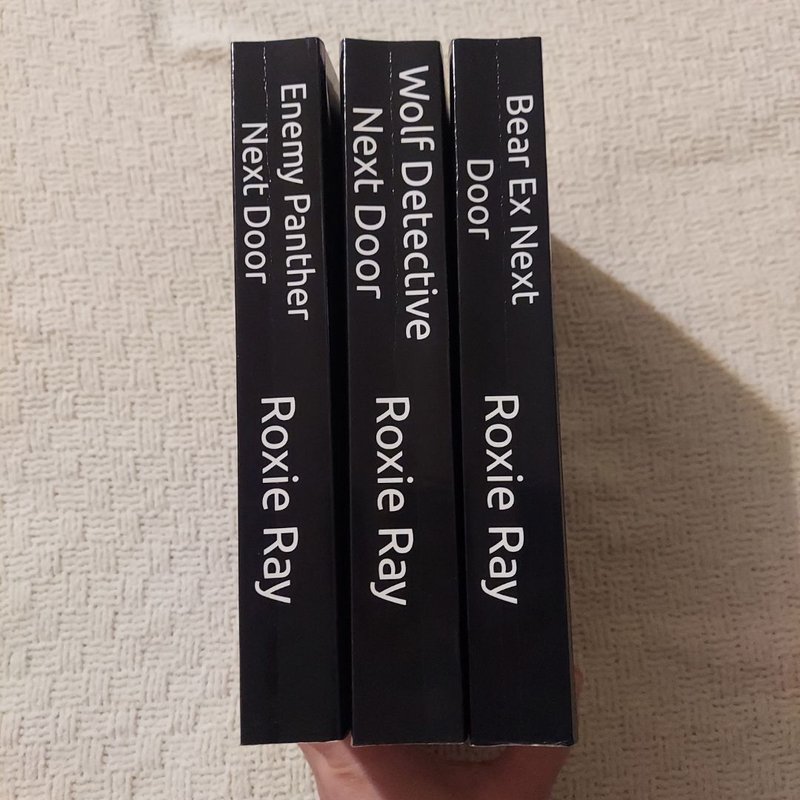 Enemy Panther
Next Door
Roxie Ray
Wolf Detective
Next Door
Roxie Ray
Bear Ex Next
Door
Roxie Ray